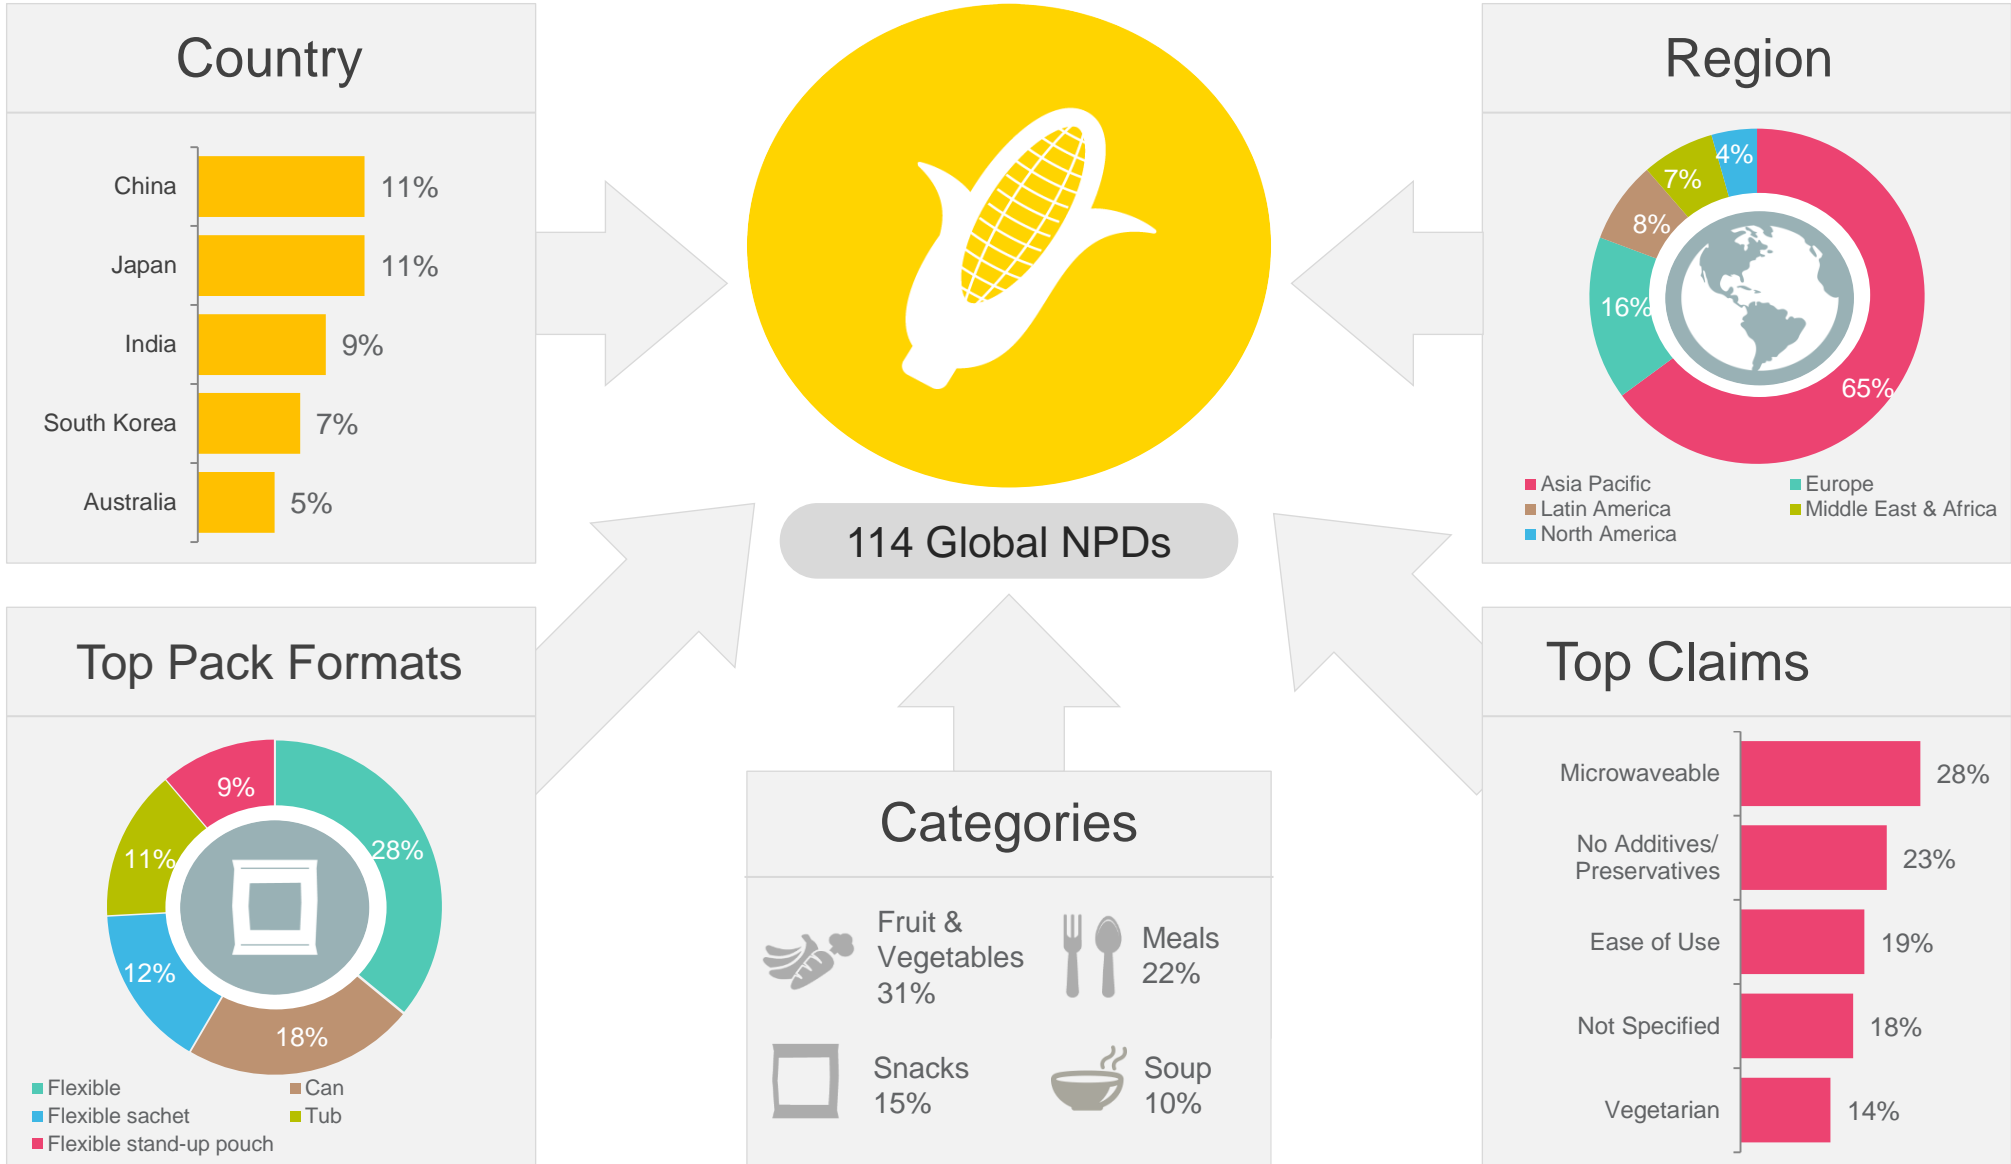 Country
China
11%
Japan
11%
India
9%
South Korea
7%
Australia
5%
114 Global NPDs
Region
4%
7%
8%
16%
65%
Asia Pacific
Europe
Latin America
Middle East & Africa
North America
Top Pack Formats
9%
28%
11%
12%
18%
Flexible
Can
Flexible sachet
Tub
Flexible stand-up pouch
Categories
Fruit &
Vegetables
31%
Meals
22%
Snacks
15%
Soup
10%
Top Claims
Microwaveable
28%
No Additives/
Preservatives
23%
Ease of Use
19%
Not Specified
18%
Vegetarian
14%